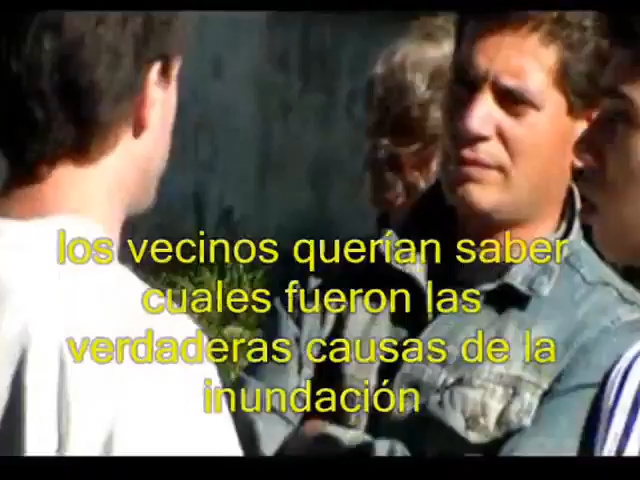 los vecinos querían saber
cuales fueron las
verdaderas causas de la
inundación